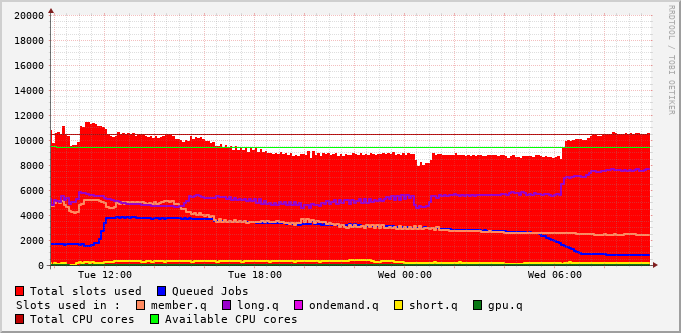 20000
18000
16000
14000
12000
10000
8000
6000
4000
2000
0
Tue 12:00 Tue 18:00 Wed 00:00 Wed 06:00
RRDTOOL / TOBI OETIKER
Total slots used Queued Jobs
Slots used in : member.q long.q ondemand.q short.q gpu.q
Total CPU cores Available CPU cores